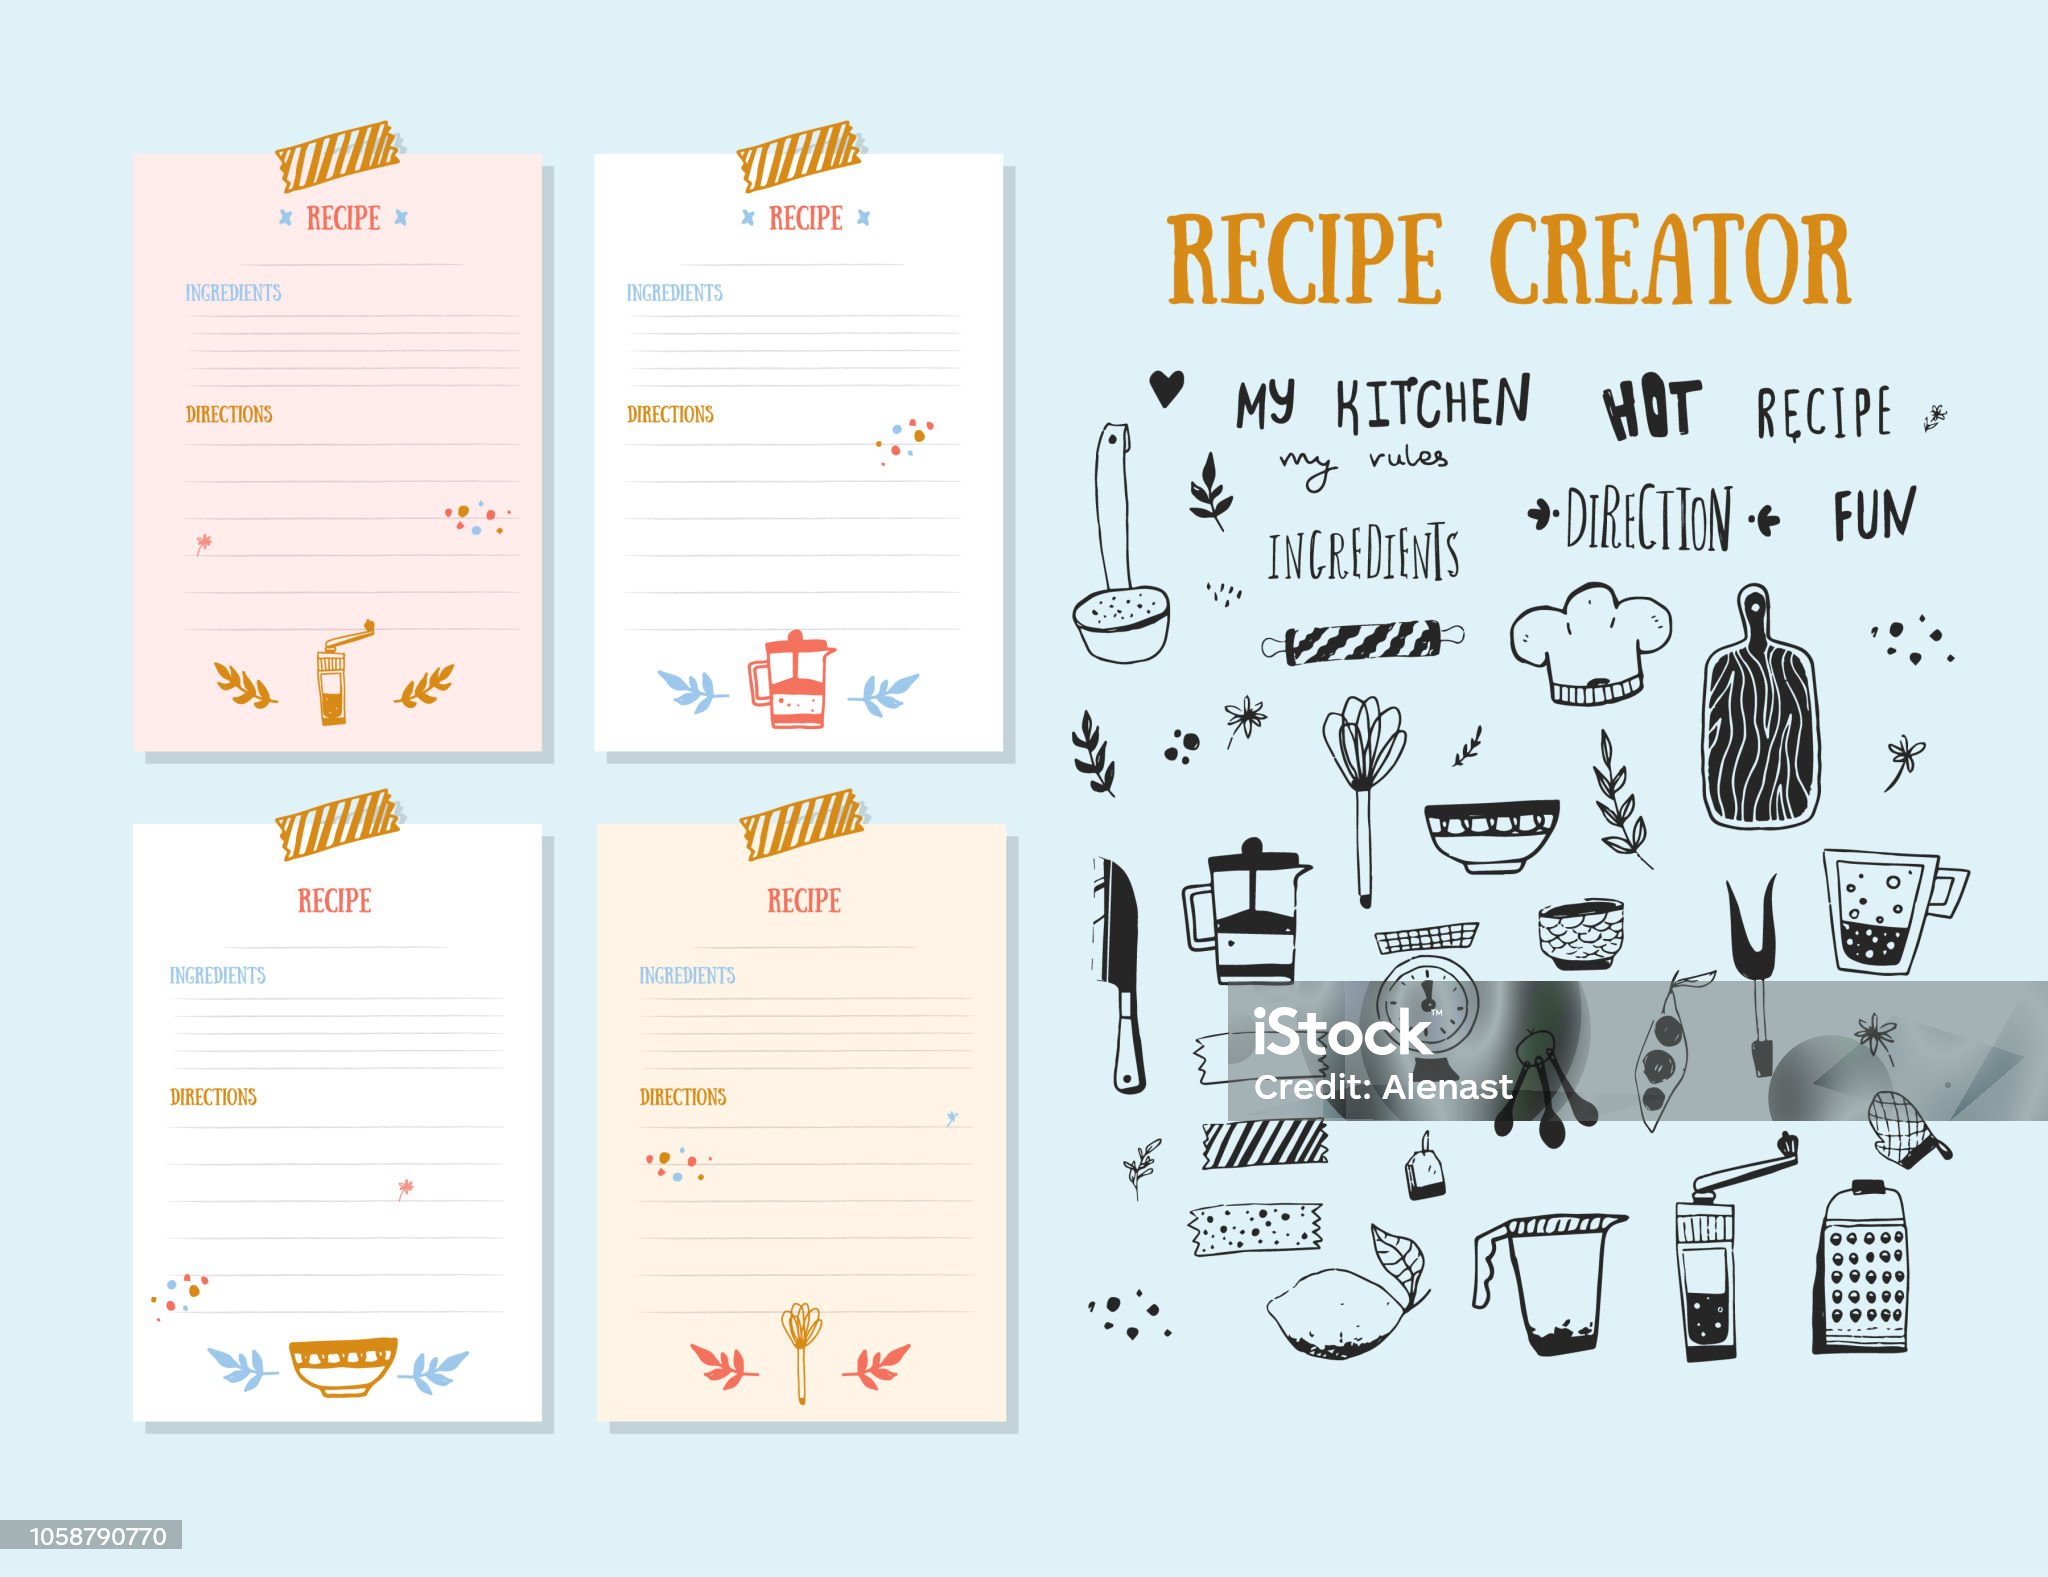 RECIPE
INGREDIENTS
DIRECTIONS
RECIPE
INGREDIENTS
DIRECTIONS
RECIPE
INGREDIENTS
DIRECTIONS
RECIPE
INGREDIENTS
DIRECTIONS
RECIPE CREATOR
MY KITCHEN
my rules
HOT
RECIPE
INGREDIENTS
DIRECTION
FUN
iStock™
Credit: Alenast
1058790770